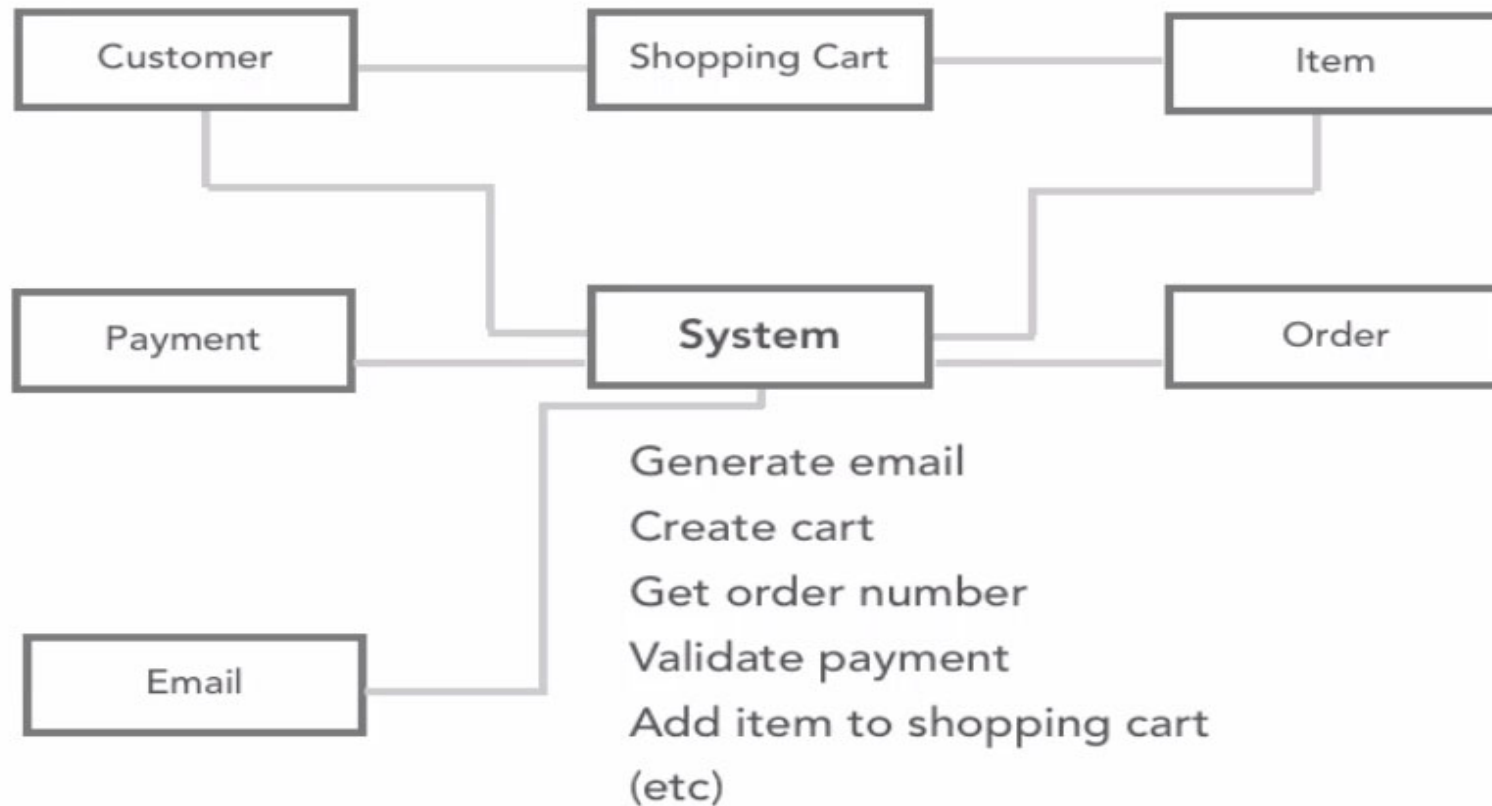 Customer
Shopping Cart
Item
Payment
System
Order
Generate email
Create cart
Get order number
Validate payment
Email
Add item to shopping cart
(etc)